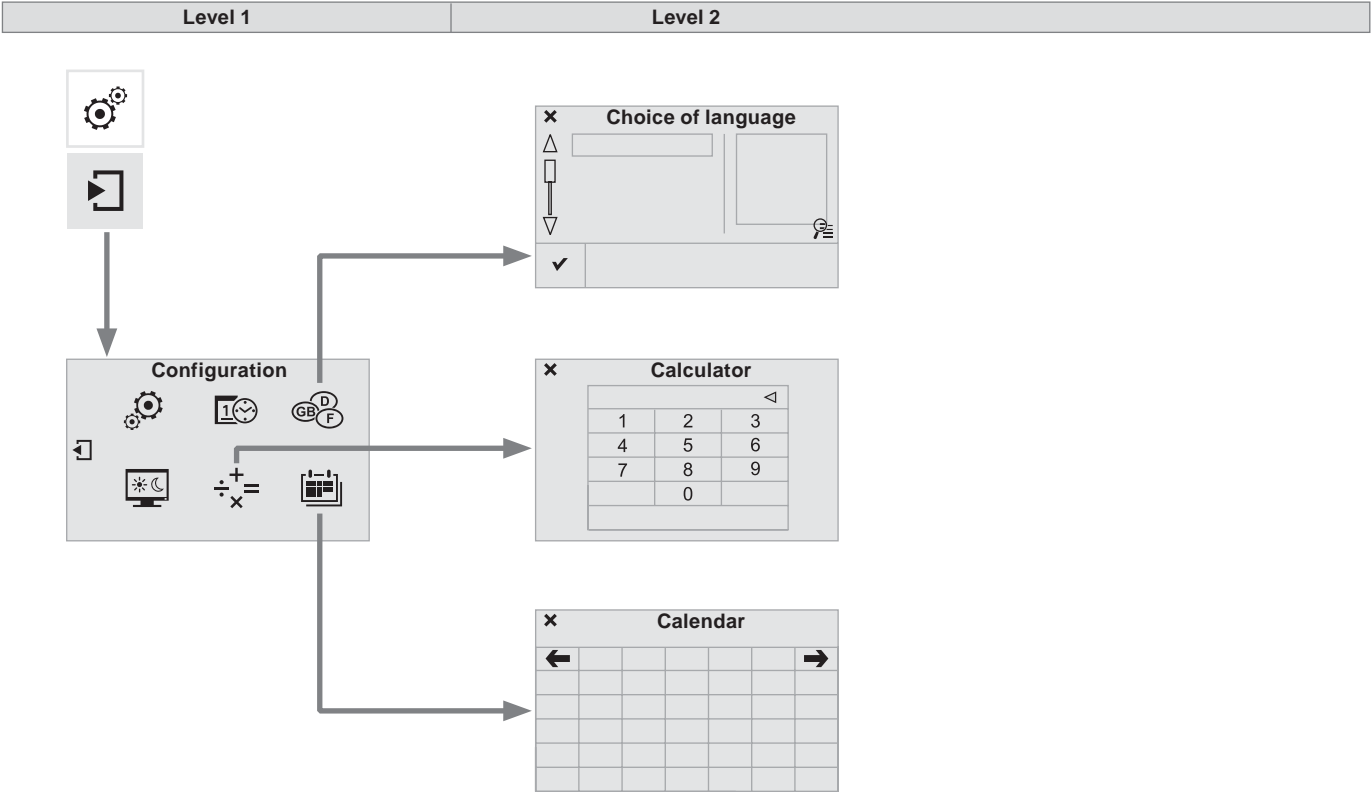 Level 1 Level 2
Choice of language
Configuration
1 GB D F
÷ + × =
Calculator
1 2 3
4 5 6
7 8 9
0
Calendar